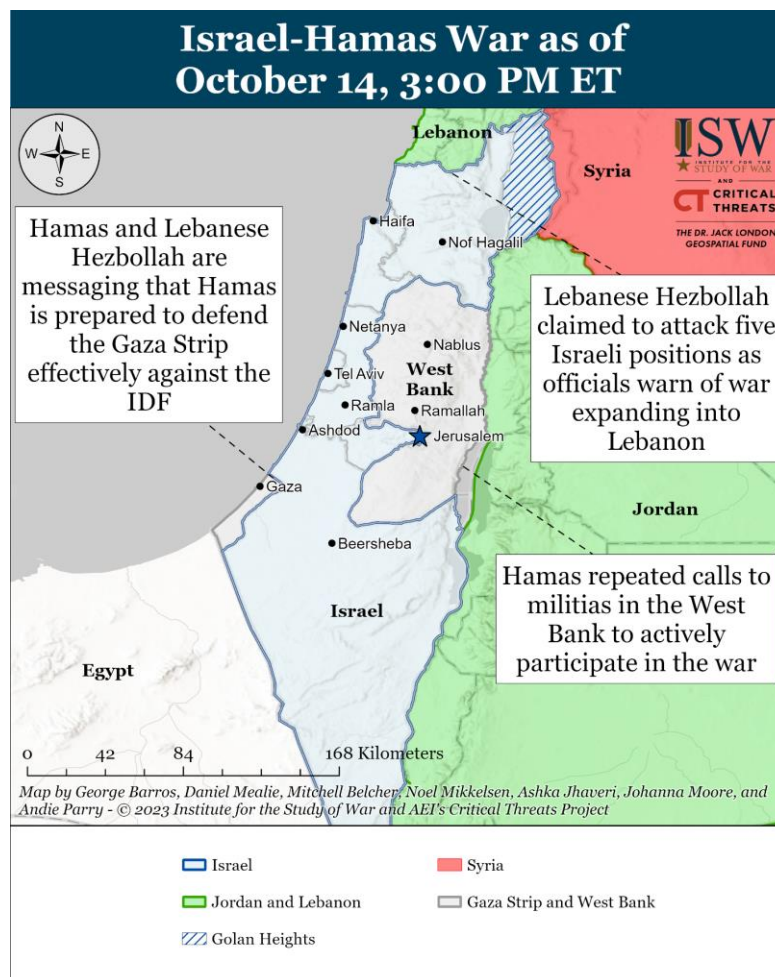 Israel-Hamas War as of
October 14, 3:00 PM ET
N
W E
S
Lebanon
Syria
ISW
INSTITUTE FOR THE
STUDY OF WAR
AND
CT CRITICAL
THREATS
THE DR. JACK LONDON
GEOSPATIAL FUND
Hamas and Lebanese
Hezbollah are
messaging that Hamas
is prepared to defend
the Gaza Strip
effectively against the
IDF
Haifa
Nof Hagalil
Lebanese Hezbollah
claimed to attack five
Israeli positions as
officials warn of war
expanding into
Lebanon
Netanya
Nablus
Tel Aviv
West
Bank
Ramla
Ramallah
Ashdod
Jerusalem
Gaza
Jordan
Beersheba
Hamas repeated calls to
militias in the West
Bank to actively
participate in the war
Israel
Egypt
0 42 84 168 Kilometers
Map by George Barros, Daniel Mealie, Mitchell Belcher, Noel Mikkelsen, Ashka Jhaveri, Johanna Moore, and
Andie Parry - © 2023 Institute for the Study of War and AEI's Critical Threats Project
Israel
Syria
Jordan and Lebanon
Gaza Strip and West Bank
Golan Heights